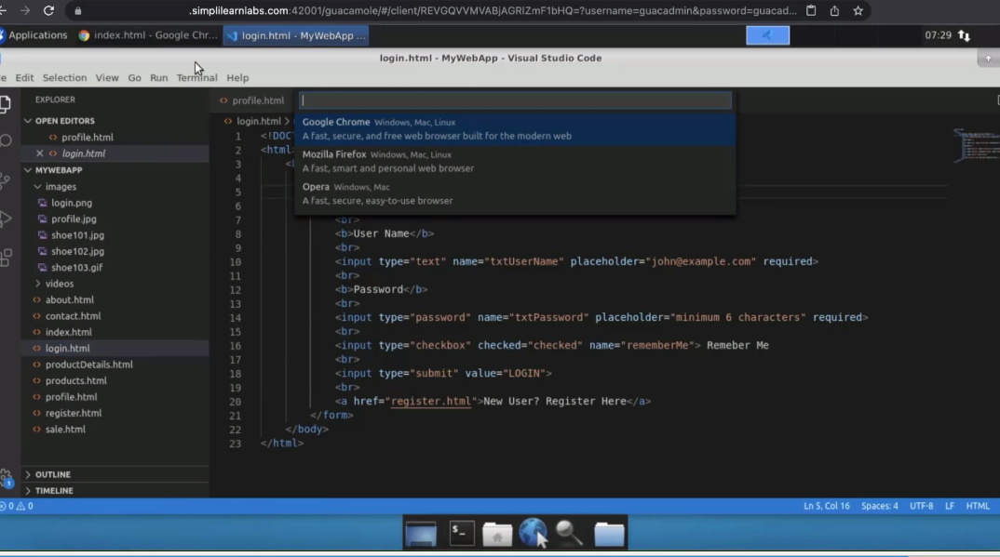 .simplilearnlabs.com:42001/guacamole/#/client/REVGQVVMVABjAGRIZmF1bHQ=?username=guacadmin&password=guacad...
Applications
index.html - Google Chr...
login.html - MyWebApp ...
07:29
login.html - MyWebApp - Visual Studio Code
e Edit Selection View Go Run Terminal Help
EXPLORER
OPEN EDITORS
profile.html
login.html
MYWEBAPP
images
login.png
profile.jpg
shoe101.jpg
shoe102.jpg
shoe103.gif
videos
about.html
contact.html
index.html
login.html
productDetails.html
products.html
profile.html
register.html
sale.html
OUTLINE
TIMELINE
profile.html
login.html >
Google Chrome Windows, Mac, Linux
A fast, secure, and free web browser built for the modern web
Mozilla Firefox Windows, Mac, Linux
A fast, smart and personal web browser
Opera Windows, Mac
A fast, secure, easy-to-use browser
1 <!DOC
2 <html
3 <b
4
5
6
7 <br>
8 <b>User Name</b>
9 <br>
10 <input type="text" name="txtUserName" placeholder="john@example.com" required>
11 <br>
12 <b>Password</b>
13 <br>
14 <input type="password" name="txtPassword" placeholder="minimum 6 characters" required>
15 <br>
16 <input type="checkbox" checked="checked" name="rememberMe"> Remeber Me
17 <br>
18 <input type="submit" value="LOGIN">
19 <br>
20 <a href="register.html">New User? Register Here</a>
21 </form>
22 </body>
23 </html>
1
0 0
Ln 5, Col 16 Spaces: 4 UTF-8 LF HTML
$_